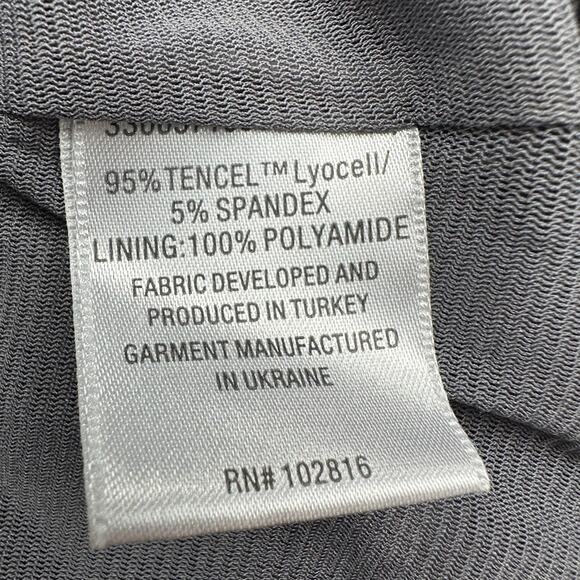 95% TENCEL™ Lyocell/
5% SPANDEX
LINING:100% POLYAMIDE
FABRIC DEVELOPED AND
PRODUCED IN TURKEY
GARMENT MANUFACTURED
IN UKRAINE
RN# 102816